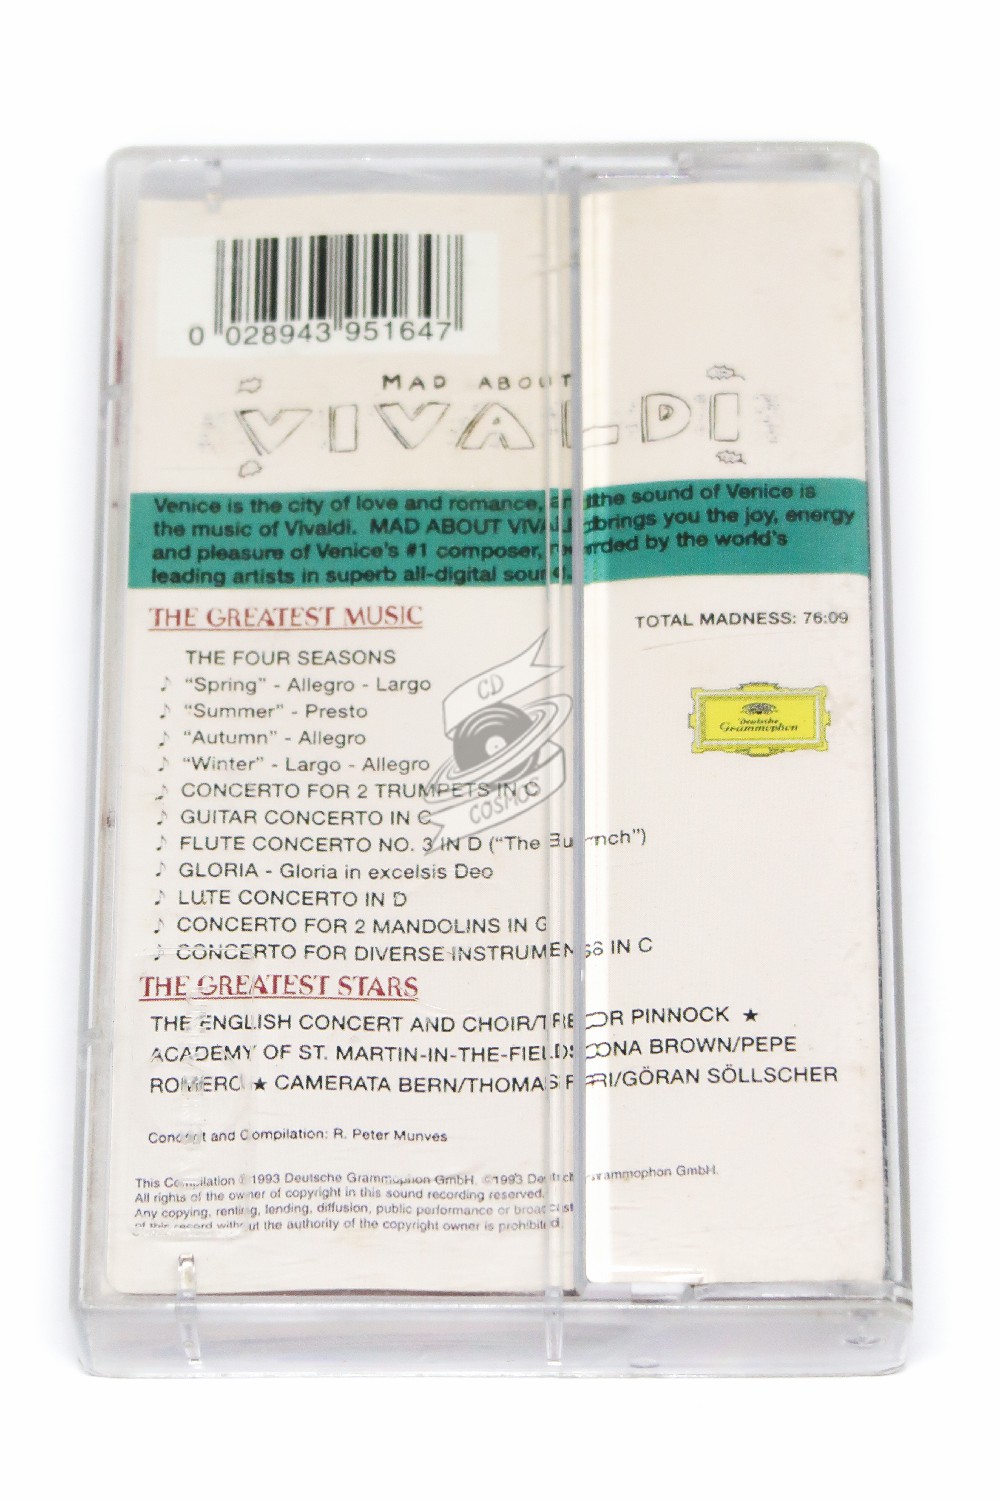 0 028943 951647
MAD ABOUT
VIVALDI
Venice is the city of love and romance, and the sound of Venice is
the music of Vivaldi. MAD ABOUT VIVALDI brings you the joy, energy
and pleasure of Venice's #1 composer, recorded by the world's
leading artists in superb all-digital sound.
THE GREATEST MUSIC
TOTAL MADNESS: 76:09
THE FOUR SEASONS
♪ "Spring" - Allegro - Largo
♪ "Summer" - Presto
♪ "Autumn" - Allegro
♪ "Winter" - Largo - Allegro
♪ CONCERTO FOR 2 TRUMPETS IN C
♪ GUITAR CONCERTO IN C
♪ FLUTE CONCERTO NO. 3 IN D ("The Bullfinch")
♪ GLORIA - Gloria in excelsis Deo
♪ LUTE CONCERTO IN D
♪ CONCERTO FOR 2 MANDOLINS IN G
♪ CONCERTO FOR DIVERSE INSTRUMENTS IN C
Deutsche
Grammophon
CD
COSMOS
THE GREATEST STARS
THE ENGLISH CONCERT AND CHOIR/TREVOR PINNOCK ★
ACADEMY OF ST. MARTIN-IN-THE-FIELDS/IONA BROWN/PEPE
ROMERO ★ CAMERATA BERN/THOMAS FÜRI/GÖRAN SÖLLSCHER
Concept and Compilation: R. Peter Munves
This Compilation ℗ 1993 Deutsche Grammophon GmbH. ©1993 Deutsche Grammophon GmbH.
All rights of the owner of copyright in this sound recording reserved.
Any copying, renting, lending, diffusion, public performance or broadcast
of this record without the authority of the copyright owner is prohibited